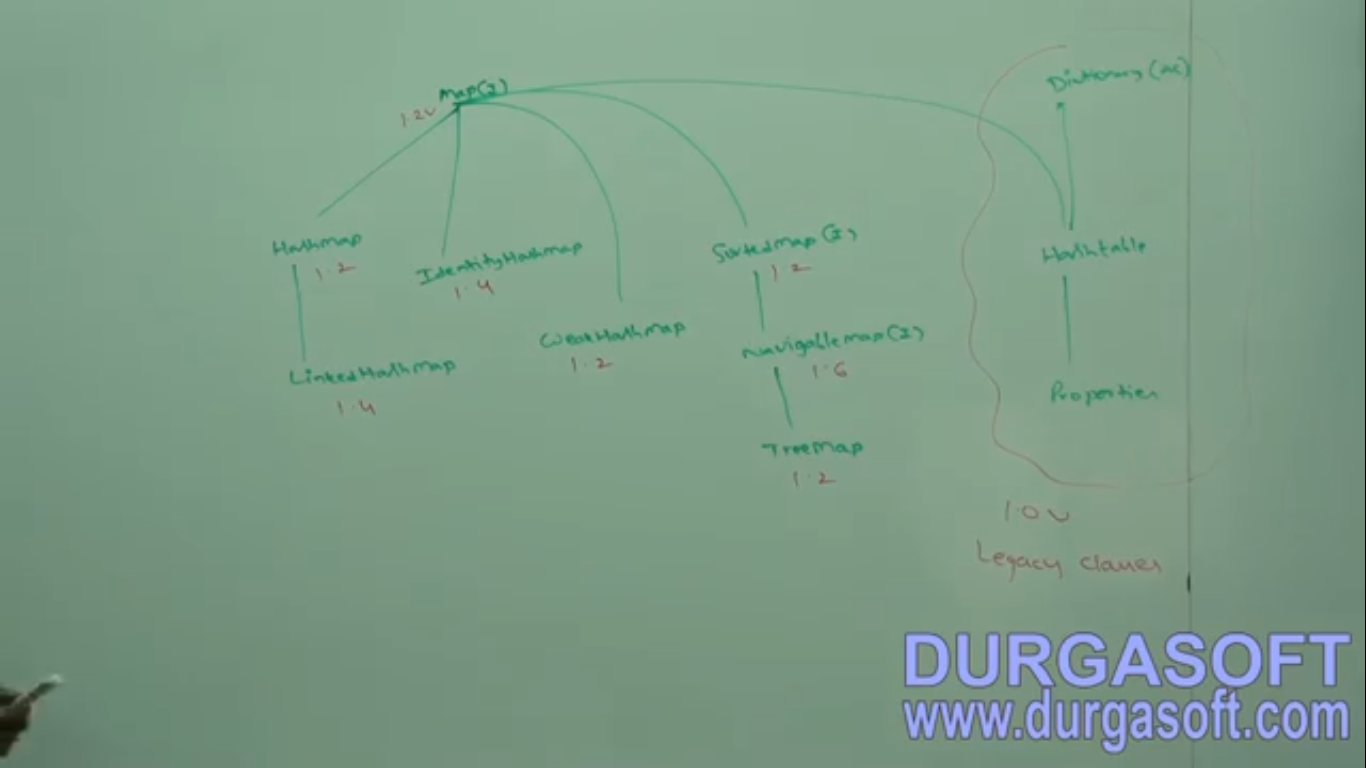 Map(I)
1.2v
Dictionary(AC)
HashMap
1.2
IdentityHashmap
1.4
SortedMap(I)
1.2
Hashtable
WeakHashMap
1.2
NavigableMap(I)
1.6
LinkedHashMap
1.4
Properties
TreeMap
1.2
1.0v
Legacy classes
DURGASOFT
www.durgasoft.com